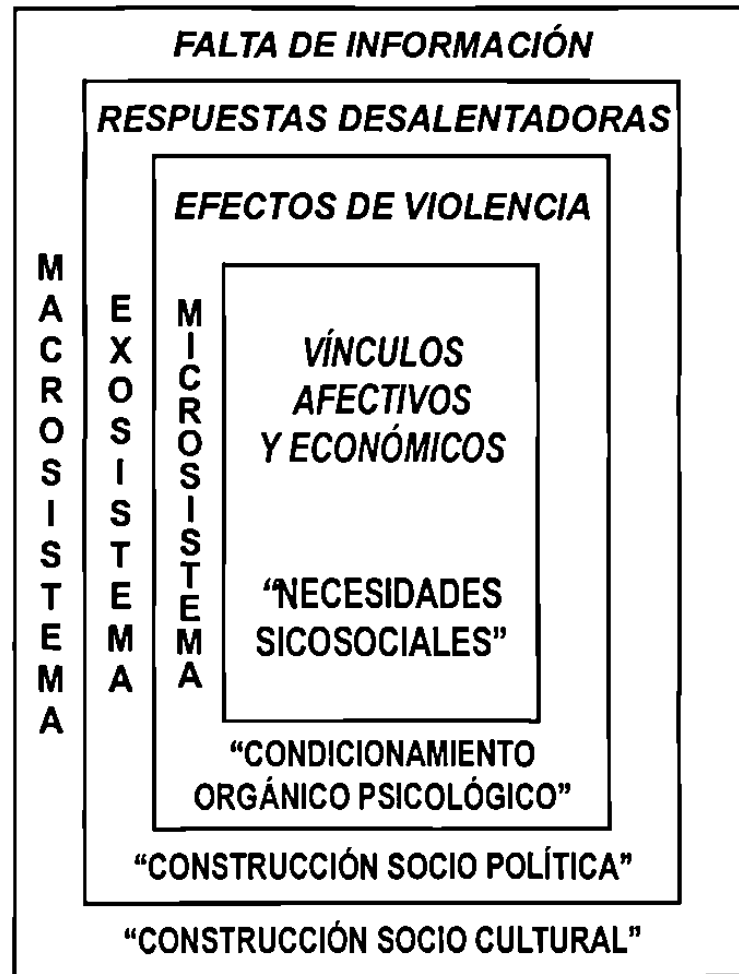 FALTA DE INFORMACIÓN
RESPUESTAS DESALENTADORAS
EFECTOS DE VIOLENCIA
MACROSISTEMA
EXOSISTEMA
MICROSISTEMA
VÍNCULOS
AFECTIVOS
Y ECONÓMICOS
“NECESIDADES
SICOSOCIALES”
“CONDICIONAMIENTO
ORGÁNICO PSICOLÓGICO”
“CONSTRUCCIÓN SOCIO POLÍTICA”
“CONSTRUCCIÓN SOCIO CULTURAL”